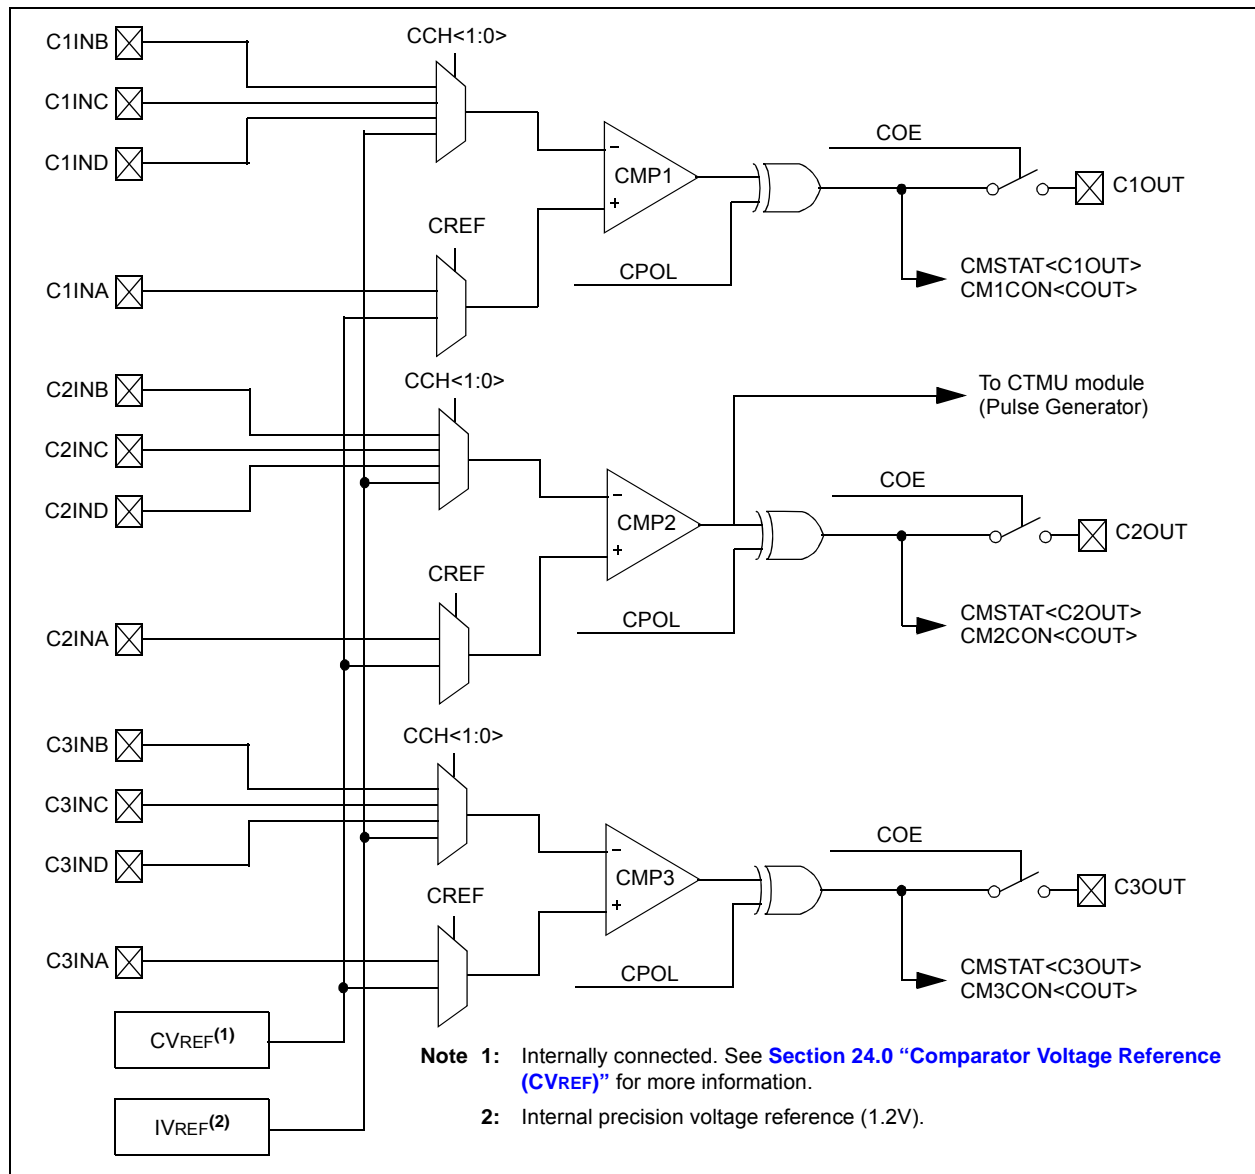 CCH<1:0>
C1INB
C1INC
C1IND
COE
CMP1
−
+
C1OUT
CREF
C1INA
CPOL
CMSTAT<C1OUT>
CM1CON<COUT>
C2INB
CCH<1:0>
To CTMU module
(Pulse Generator)
C2INC
C2IND
COE
CMP2
−
+
C2OUT
CREF
C2INA
CPOL
CMSTAT<C2OUT>
CM2CON<COUT>
C3INB
CCH<1:0>
C3INC
C3IND
COE
CMP3
−
+
C3OUT
CREF
C3INA
CPOL
CMSTAT<C3OUT>
CM3CON<COUT>
CVREF(1)
IVREF(2)
Note 1: Internally connected. See Section 24.0 “Comparator Voltage Reference
(CVREF)” for more information.
2: Internal precision voltage reference (1.2V).